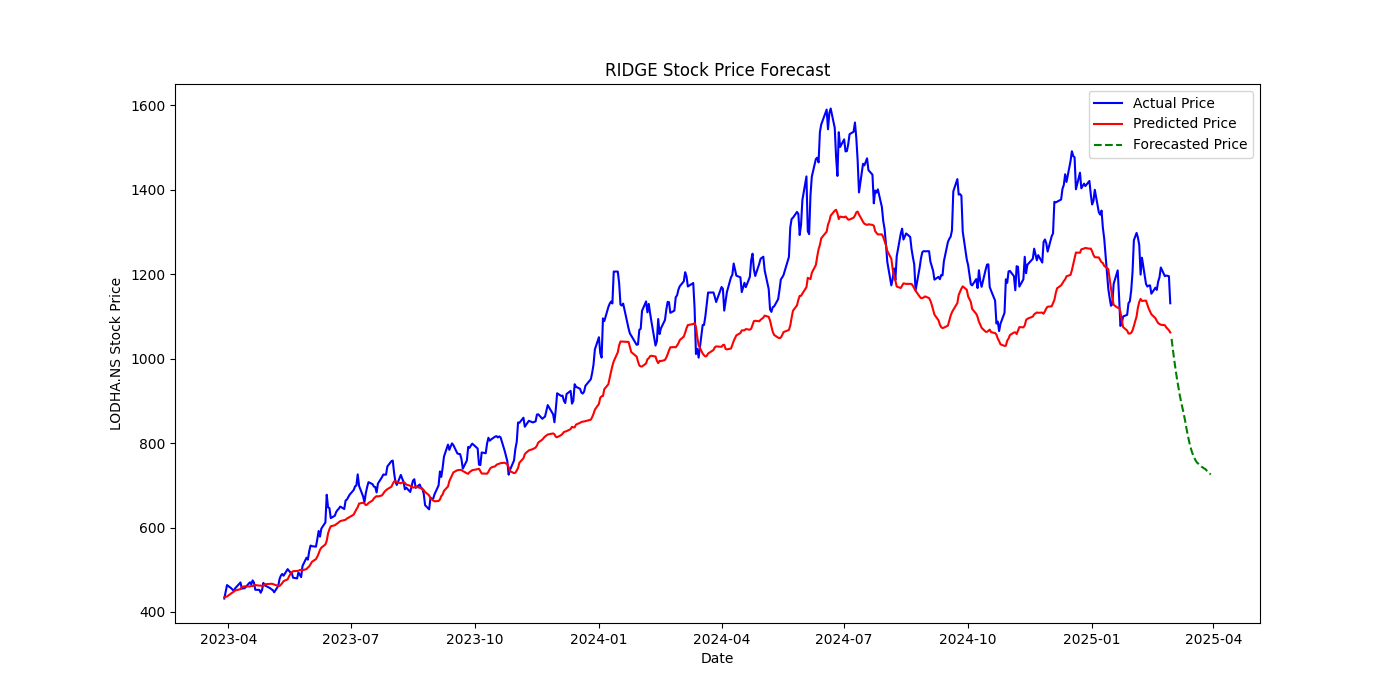 RIDGE Stock Price Forecast
Actual Price
Predicted Price
Forecasted Price
LODHA.NS Stock Price
1600
1400
1200
1000
800
600
400
2023-04 2023-07 2023-10 2024-01 2024-04 2024-07 2024-10 2025-01 2025-04
Date